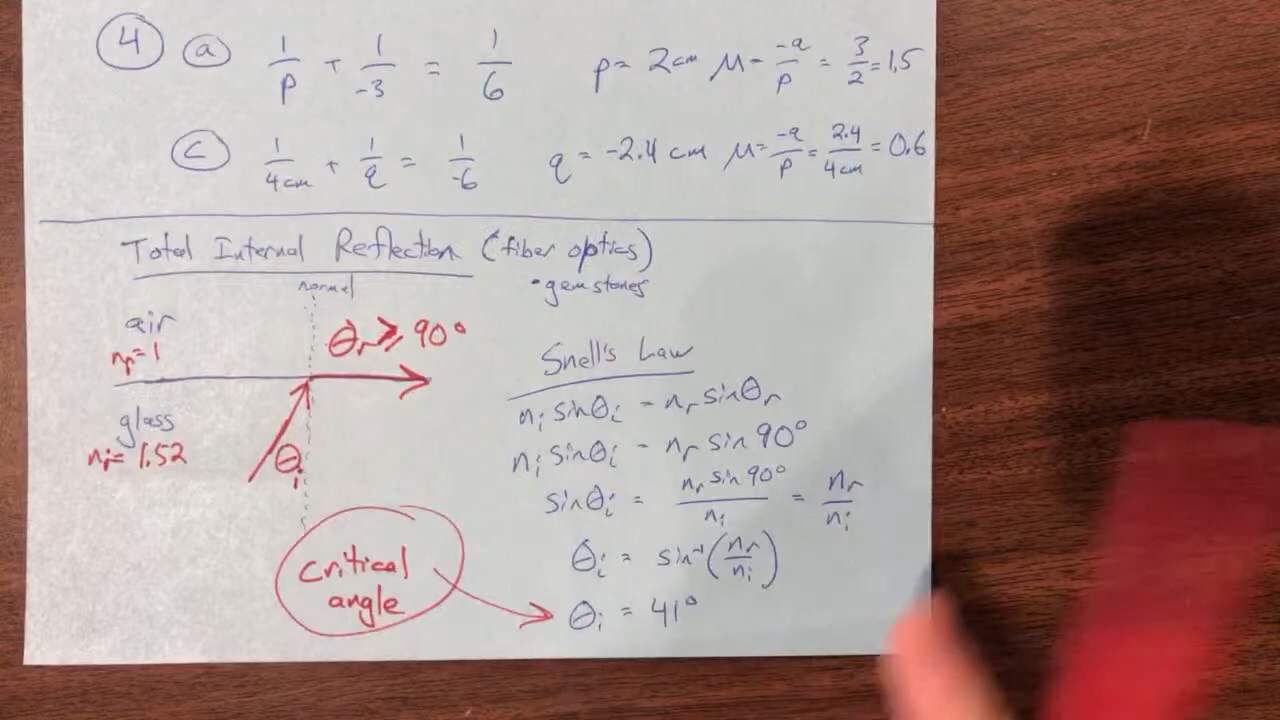 4 a 1/p + 1/-3 = 1/6 p = 2cm M = -q/p = 3/2 = 1.5
c 1/4cm + 1/q = 1/-6 q = -2.4 cm M = -q/p = 2.4/4cm = 0.6
Total Internal Reflection (fiber optics)
• gem stones
normal
air
nr = 1
θr ≥ 90°
glass
ni = 1.52
θi
critical
angle
Snell's Law
ni sinθi = nr sinθr
ni sinθi = nr sin 90°
sinθi = nr sin 90°/ni = nr/ni
θi = sin⁻¹(nr/ni)
θi = 41°